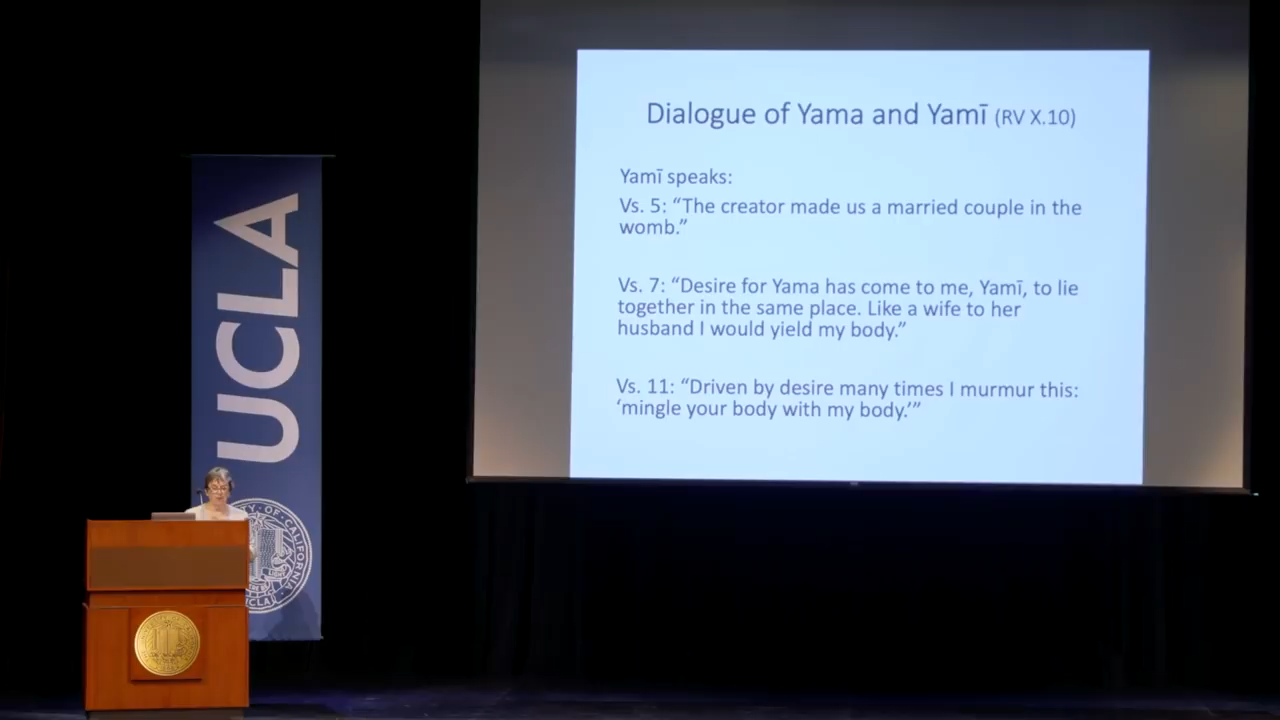 Dialogue of Yama and Yamī (RV X.10)
Yamī speaks:
Vs. 5: “The creator made us a married couple in the
womb.”
Vs. 7: “Desire for Yama has come to me, Yamī, to lie
together in the same place. Like a wife to her
husband I would yield my body.”
Vs. 11: “Driven by desire many times I murmur this:
‘mingle your body with my body.’”
UCLA
Y·OF·CALIFORNIA
UCLA